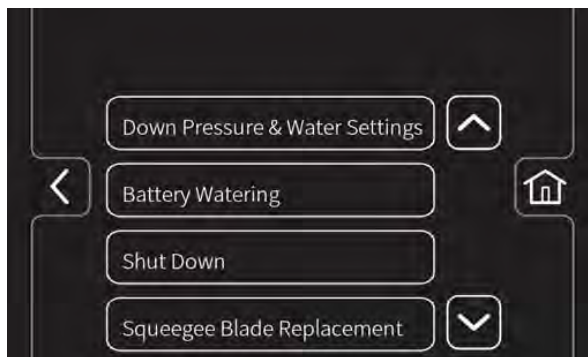 Down Pressure & Water Settings
Battery Watering
Shut Down
Squeegee Blade Replacement